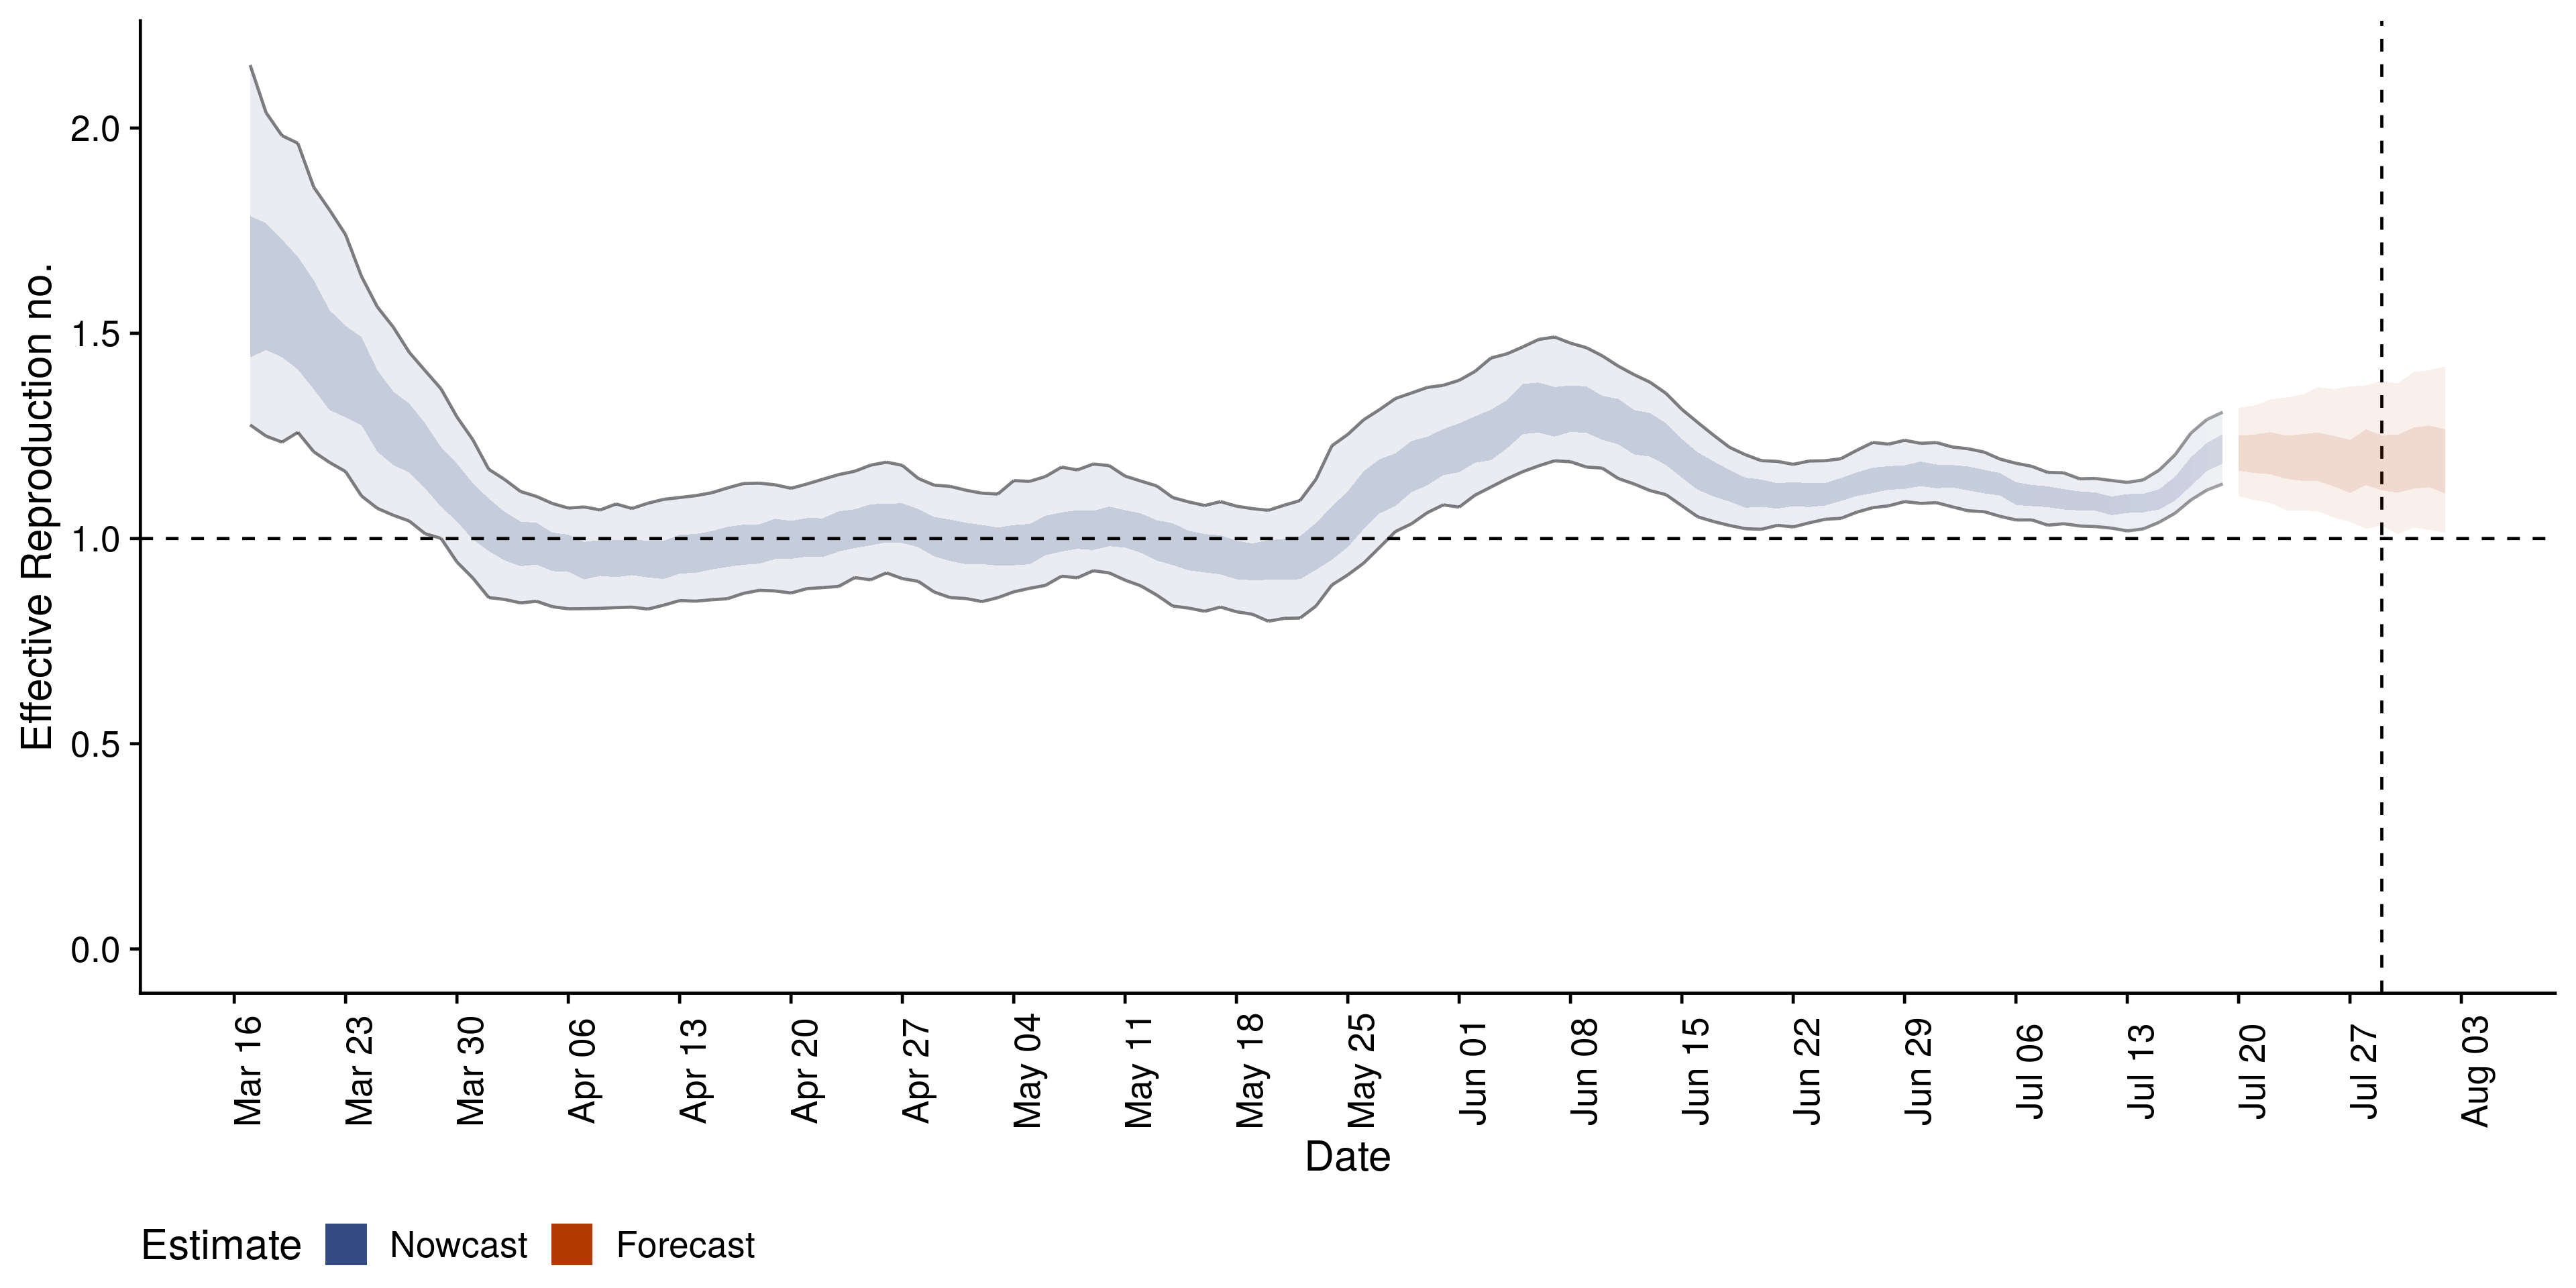 Effective Reproduction no.
2.0
1.5
1.0
0.5
0.0
Mar 16
Mar 23
Mar 30
Apr 06
Apr 13
Apr 20
Apr 27
May 04
May 11
May 18
May 25
Jun 01
Jun 08
Jun 15
Jun 22
Jun 29
Jul 06
Jul 13
Jul 20
Jul 27
Aug 03
Date
Estimate Nowcast Forecast